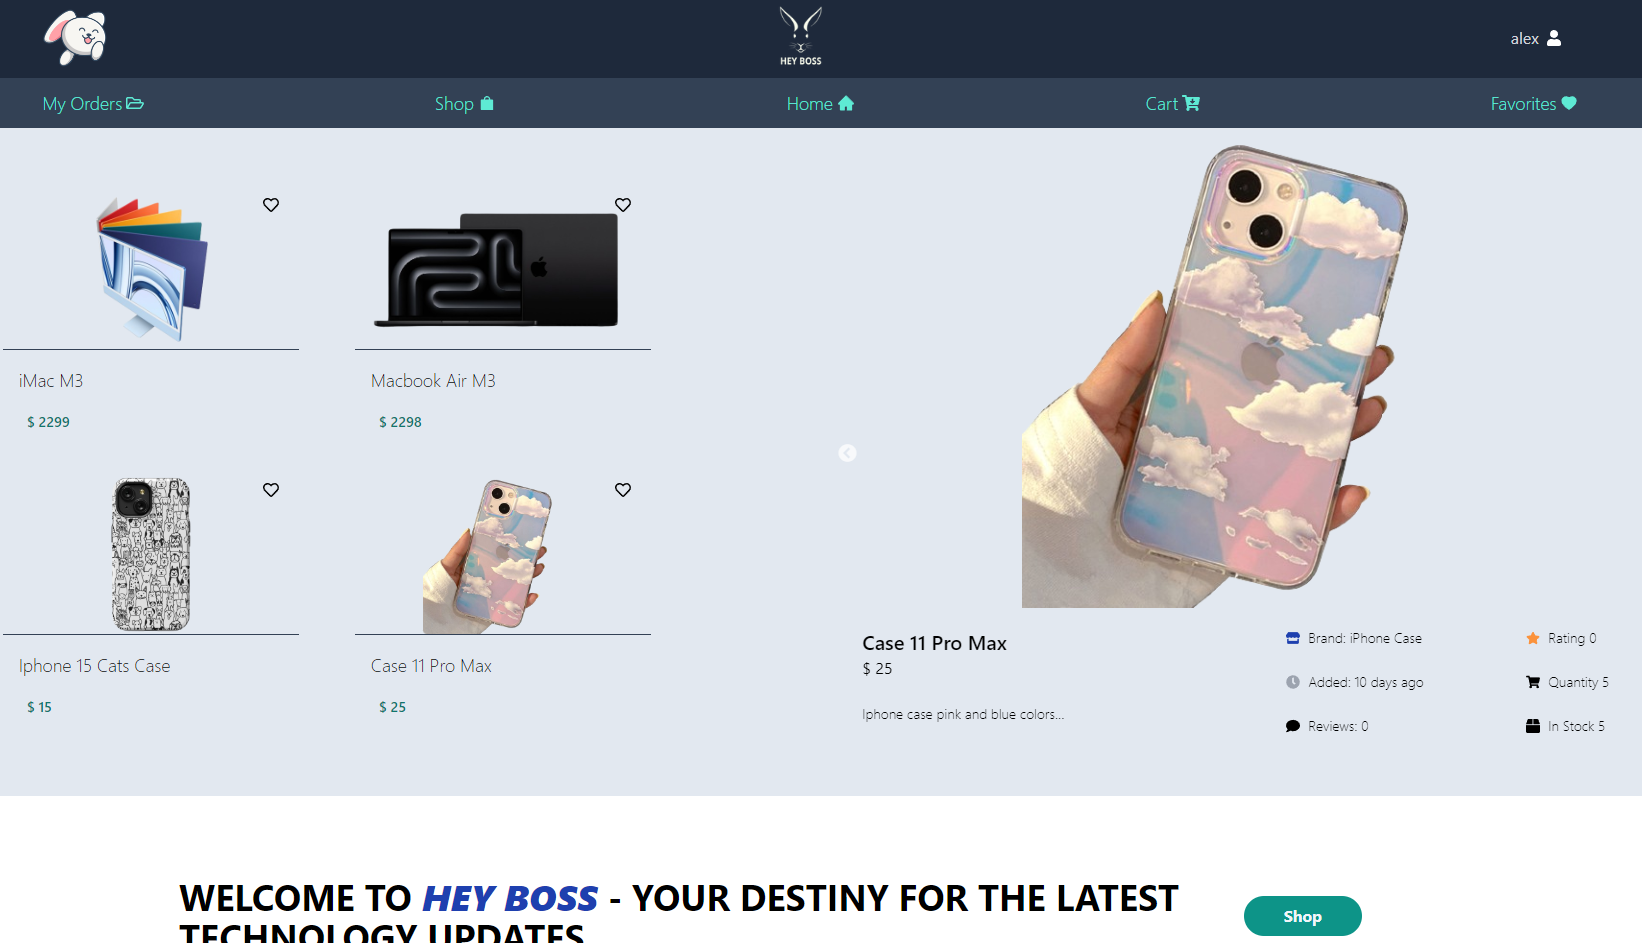 HEY BOSS
alex
My Orders
Shop
Home
Cart
Favorites
iMac M3
$ 2299
Macbook Air M3
$ 2298
Iphone 15 Cats Case
$ 15
Case 11 Pro Max
$ 25
Case 11 Pro Max
$ 25
Iphone case pink and blue colors...
Brand: iPhone Case
Added: 10 days ago
Reviews: 0
Rating 0
Quantity 5
In Stock 5
WELCOME TO HEY BOSS - YOUR DESTINY FOR THE LATEST
TECHNOLOGY UPDATES
Shop